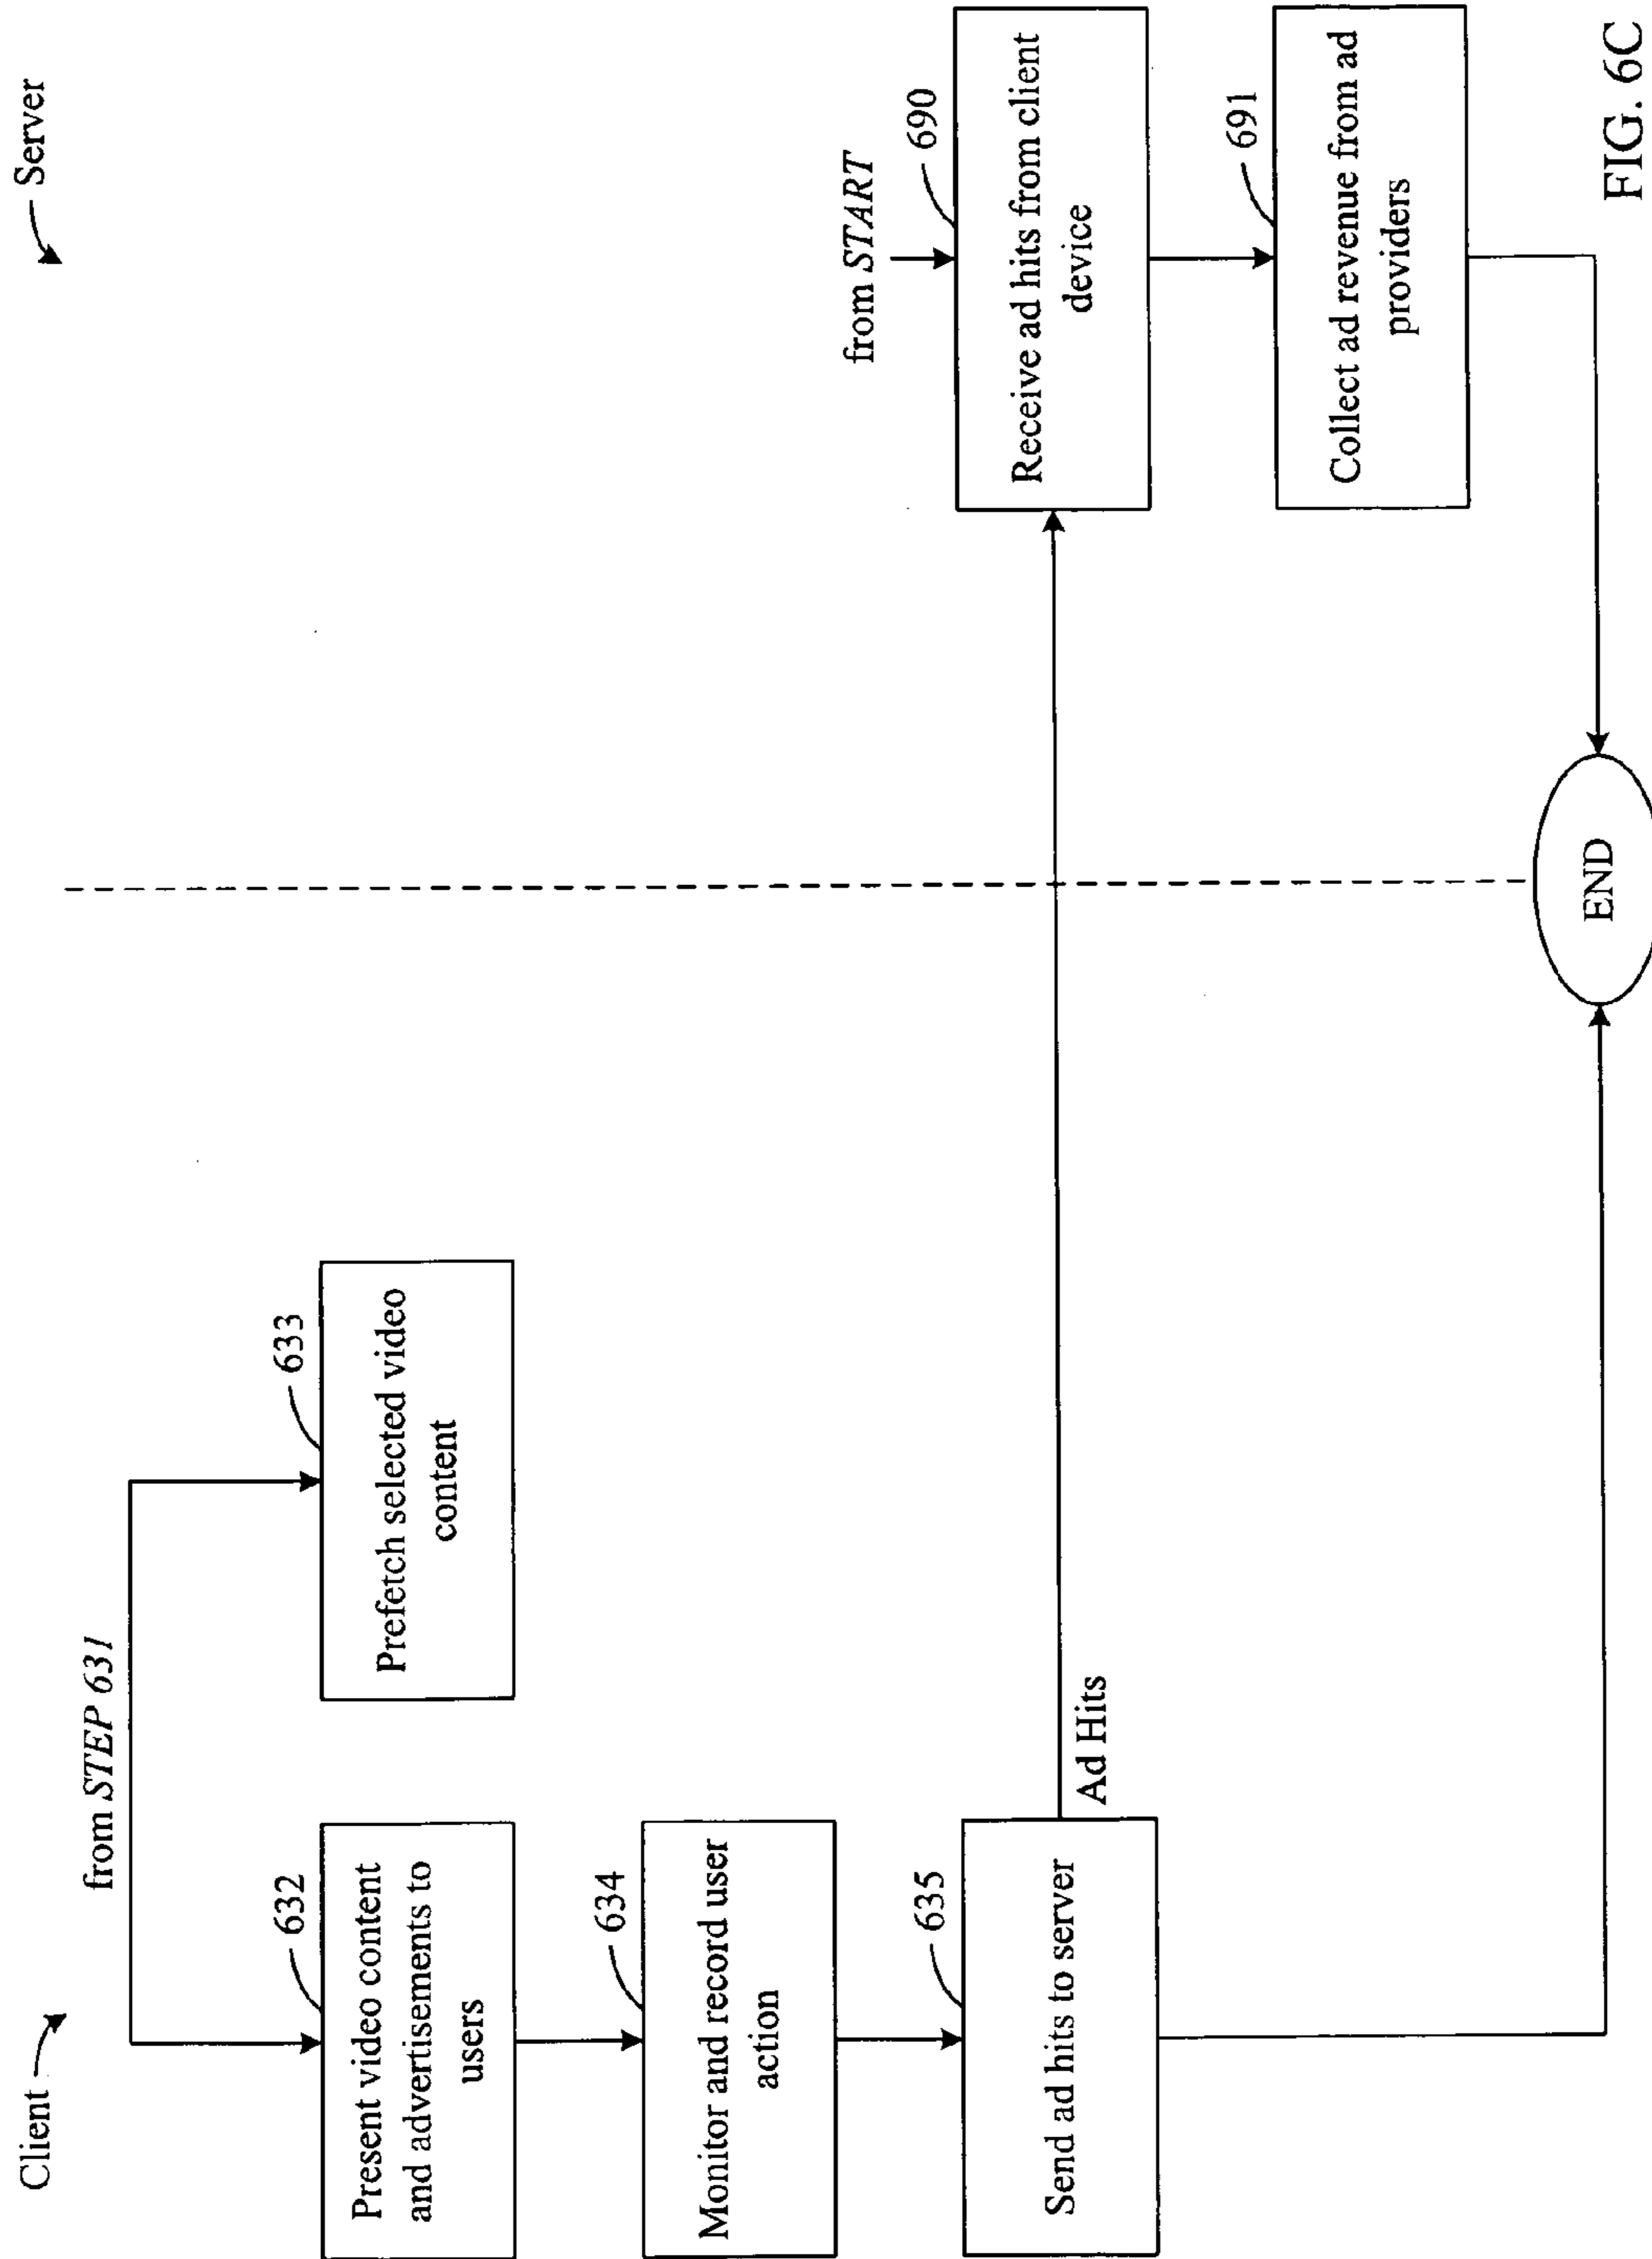 Client
Server
from STEP 631
632
Present video content
and advertisements to
users
633
Prefetch selected video
content
634
Monitor and record user
action
635
Send ad hits to server
Ad Hits
from START
690
Receive ad hits from client
device
691
Collect ad revenue from ad
providers
END
FIG. 6C